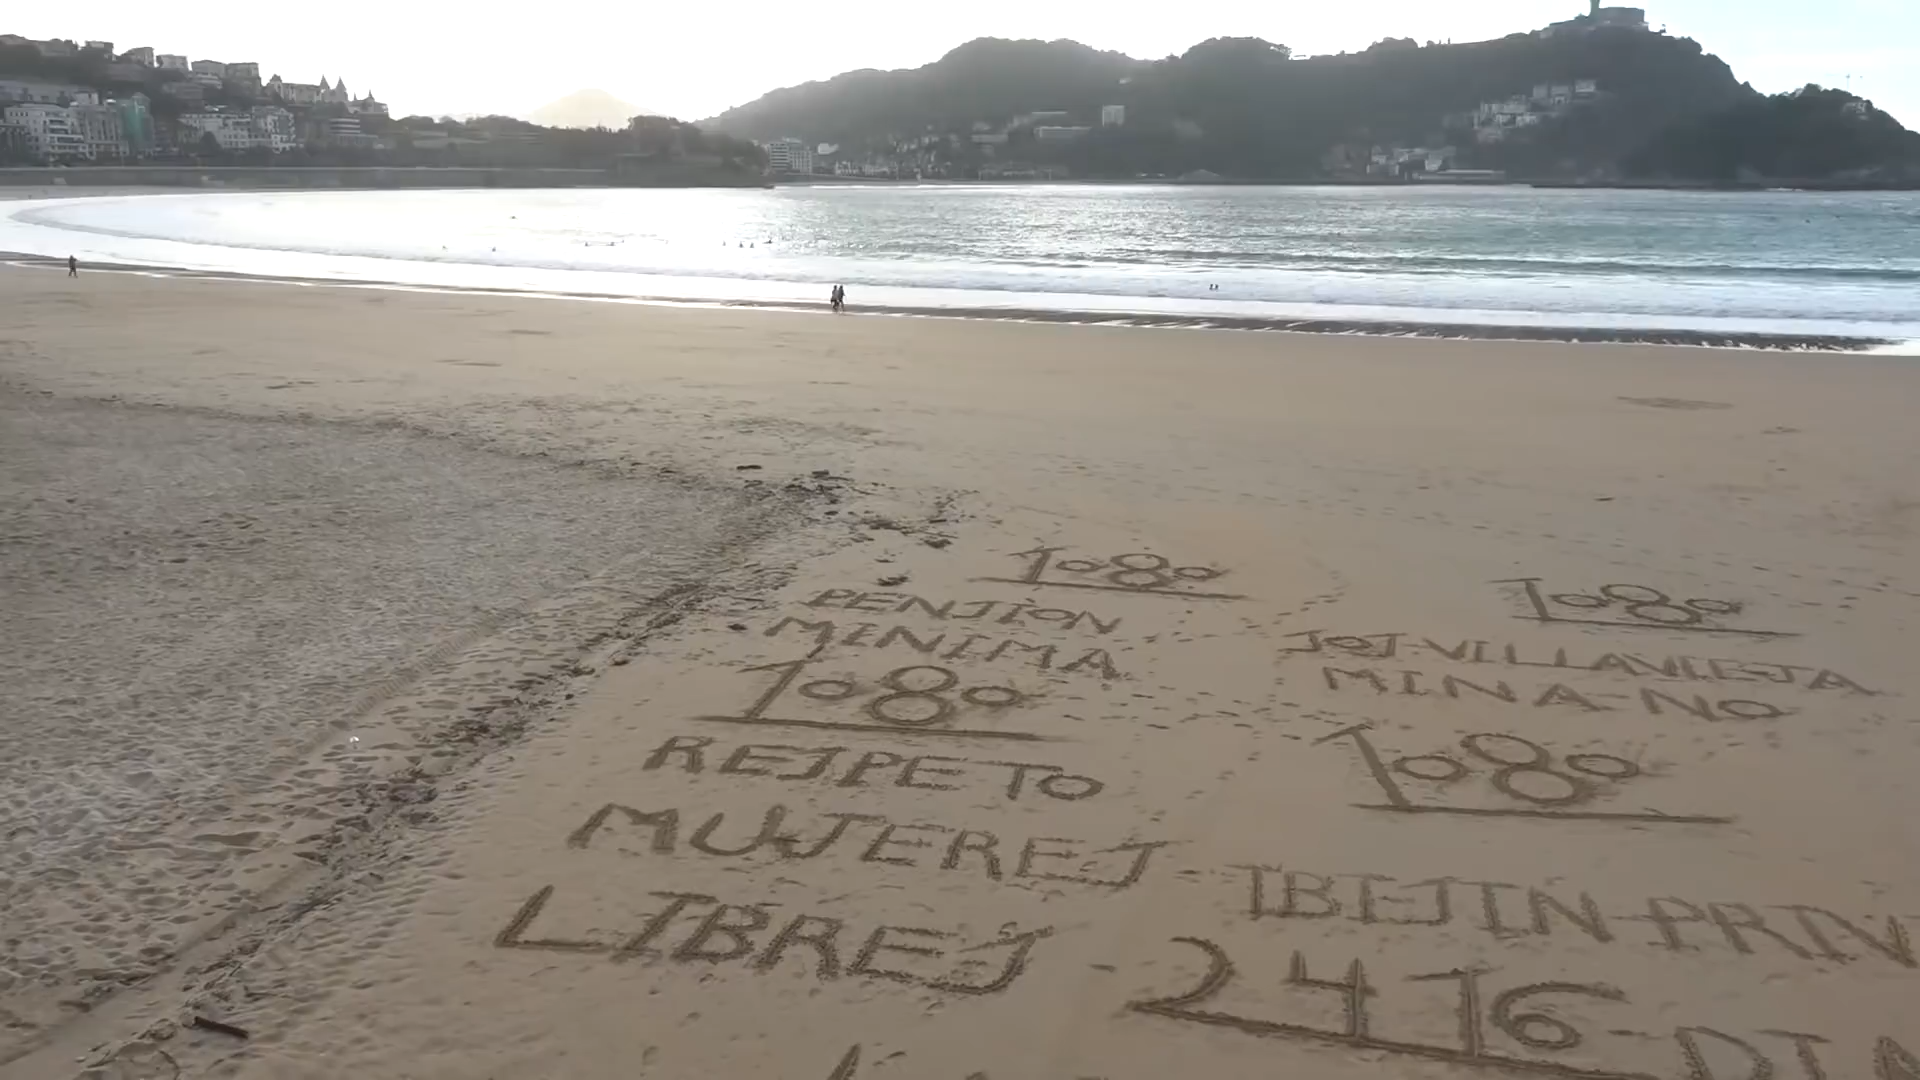 1080
PENJION
MINIMA
1080
REJPETO
MUJEREJ
LIBREJ
1080
JOJ-VILLAVIEJA
MINA-NO
1080
IBEJIN-PRIV
2416-DIA